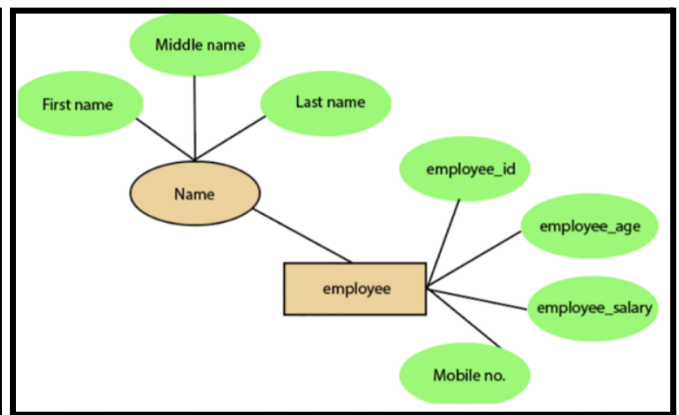 Middle name
First name
Last name
Name
employee_id
employee_age
employee
employee_salary
Mobile no.